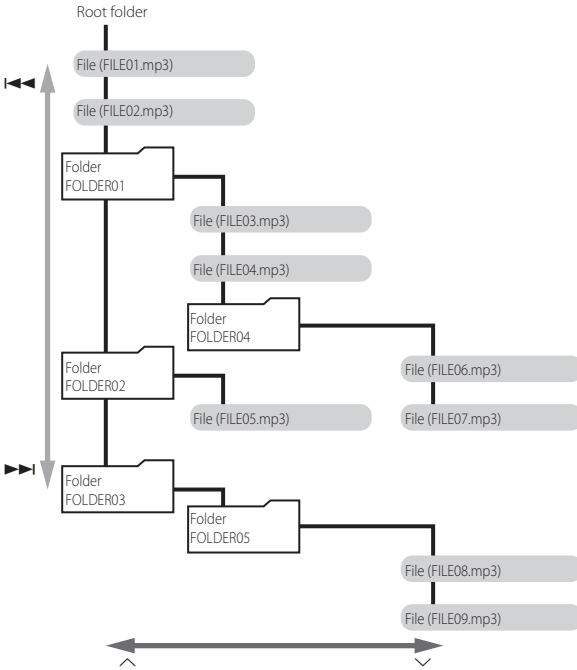 Root folder
File (FILE01.mp3)
File (FILE02.mp3)
Folder
FOLDER01
File (FILE03.mp3)
File (FILE04.mp3)
Folder
FOLDER04
File (FILE06.mp3)
Folder
FOLDER02
File (FILE05.mp3)
File (FILE07.mp3)
Folder
FOLDER03
Folder
FOLDER05
File (FILE08.mp3)
File (FILE09.mp3)